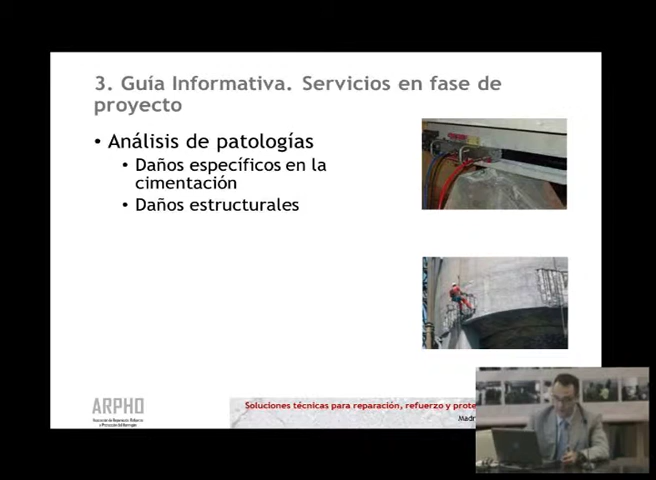 3. Guía Informativa. Servicios en fase de
proyecto
• Análisis de patologías
• Daños específicos en la
cimentación
• Daños estructurales
ARPHO
Soluciones técnicas para reparación, refuerzo y prote
Madr